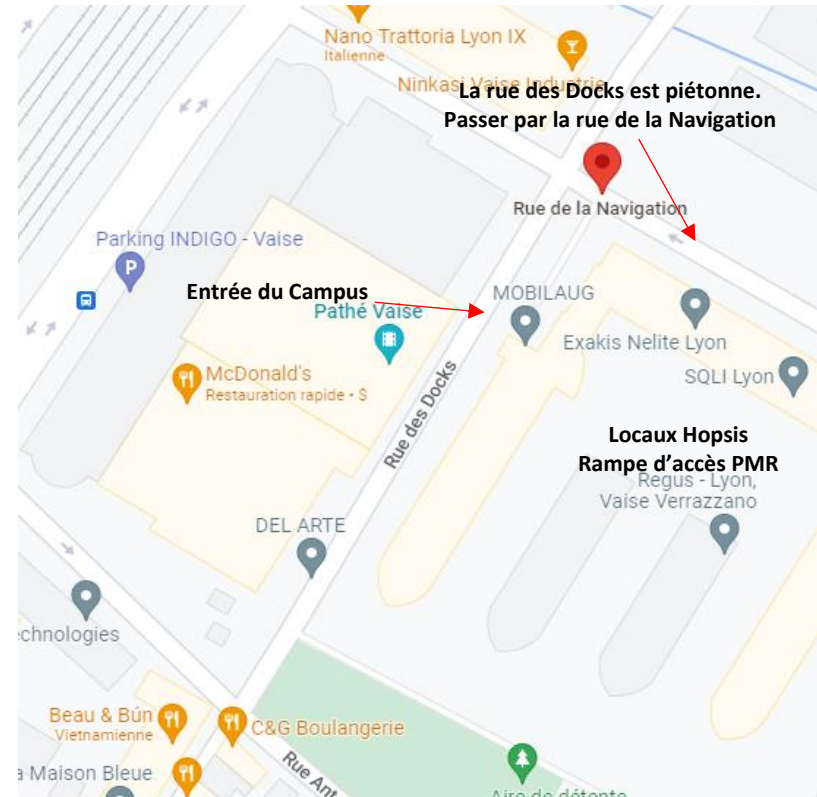 Nano Trattoria Lyon IX
Italienne
Ninkasi Vaise Industrie
La rue des Docks est piétonne.
Passer par la rue de la Navigation
Rue de la Navigation
Parking INDIGO - Vaise
P
Entrée du Campus
MOBILAUG
Pathé Vaise
Exakis Nelite Lyon
McDonald's
Restauration rapide • $
SQLI Lyon
Rue des Docks
Locaux Hopsis
Rampe d'accès PMR
Regus - Lyon,
Vaise Verrazzano
DEL ARTE
echnologies
Beau & Bún
Vietnamienne
C&G Boulangerie
a Maison Bleue
Rue Ant
Aire de détente